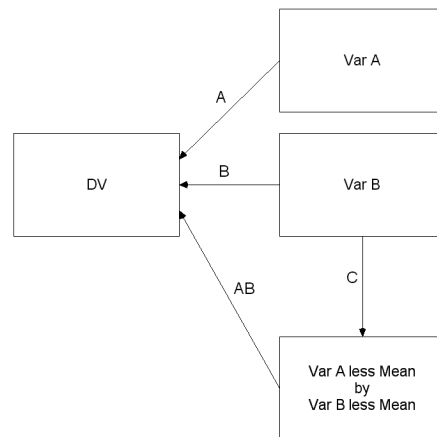 Var A
A
DV
B
Var B
AB
C
Var A less Mean
by
Var B less Mean